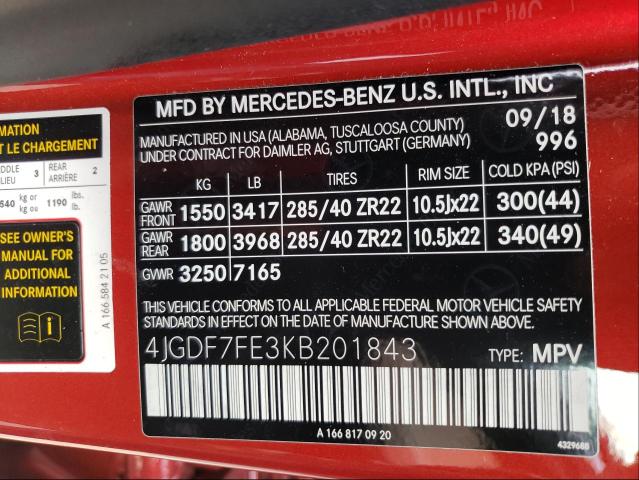 MFD BY MERCEDES-BENZ U.S. INTL., INC
MANUFACTURED IN USA (ALABAMA, TUSCALOOSA COUNTY)
UNDER CONTRACT FOR DAIMLER AG, STUTTGART (GERMANY)
09/18
996
KG LB TIRES RIM SIZE COLD KPA (PSI)
GAWR FRONT 1550 3417 285/40 ZR22 10.5Jx22 300(44)
GAWR REAR 1800 3968 285/40 ZR22 10.5Jx22 340(49)
GVWR 3250 7165
THIS VEHICLE CONFORMS TO ALL APPLICABLE FEDERAL MOTOR VEHICLE SAFETY
STANDARDS IN EFFECT ON THE DATE OF MANUFACTURE SHOWN ABOVE.
4JGDF7FE3KB201843 TYPE: MPV
A 166 817 09 20
4329688
MATION
T LE CHARGEMENT
DDLE
LIEU 3
REAR
ARRIÈRE 2
540 kg or
kg ou 1190 lbs.
lb.
SEE OWNER'S
MANUAL FOR
ADDITIONAL
INFORMATION
A 166 584 21 05